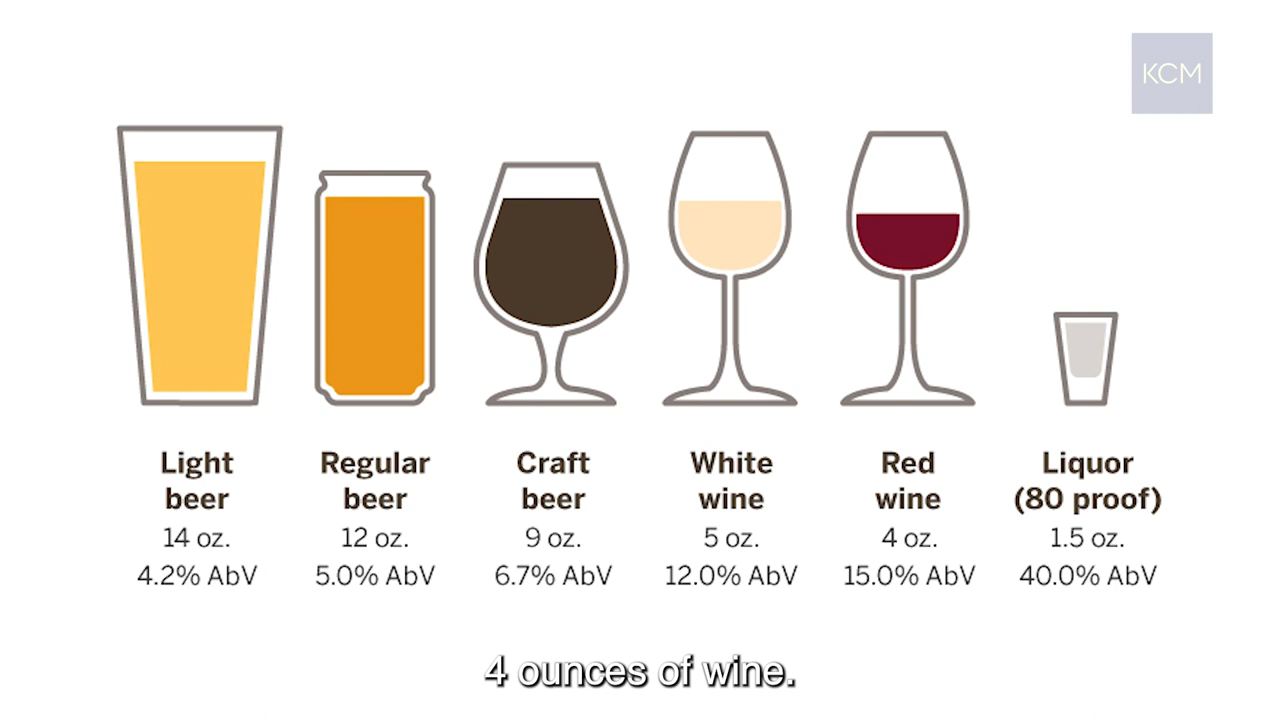 KCM
Light beer
14 oz.
4.2% AbV
Regular beer
12 oz.
5.0% AbV
Craft beer
9 oz.
6.7% AbV
White wine
5 oz.
12.0% AbV
Red wine
4 oz.
15.0% AbV
Liquor
(80 proof)
1.5 oz.
40.0% AbV
4 ounces of wine.